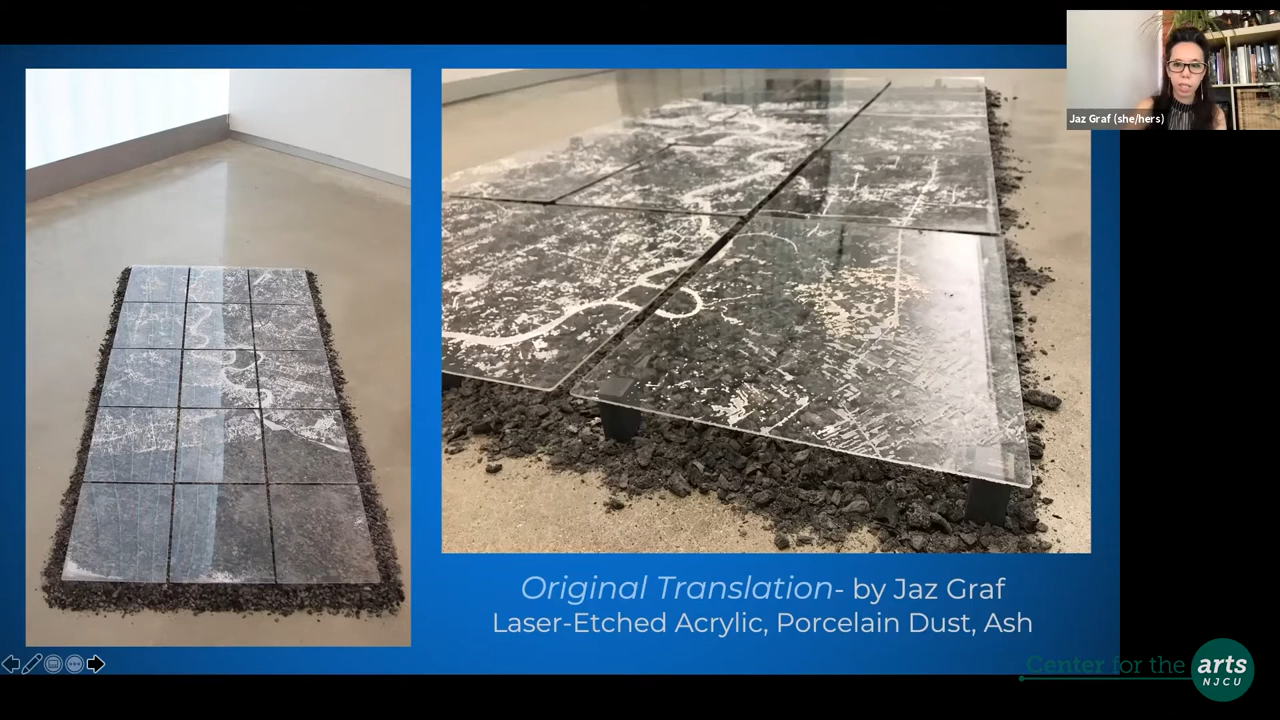 Jaz Graf (she/hers)
Original Translation- by Jaz Graf
Laser-Etched Acrylic, Porcelain Dust, Ash
Center for the arts
NJCU